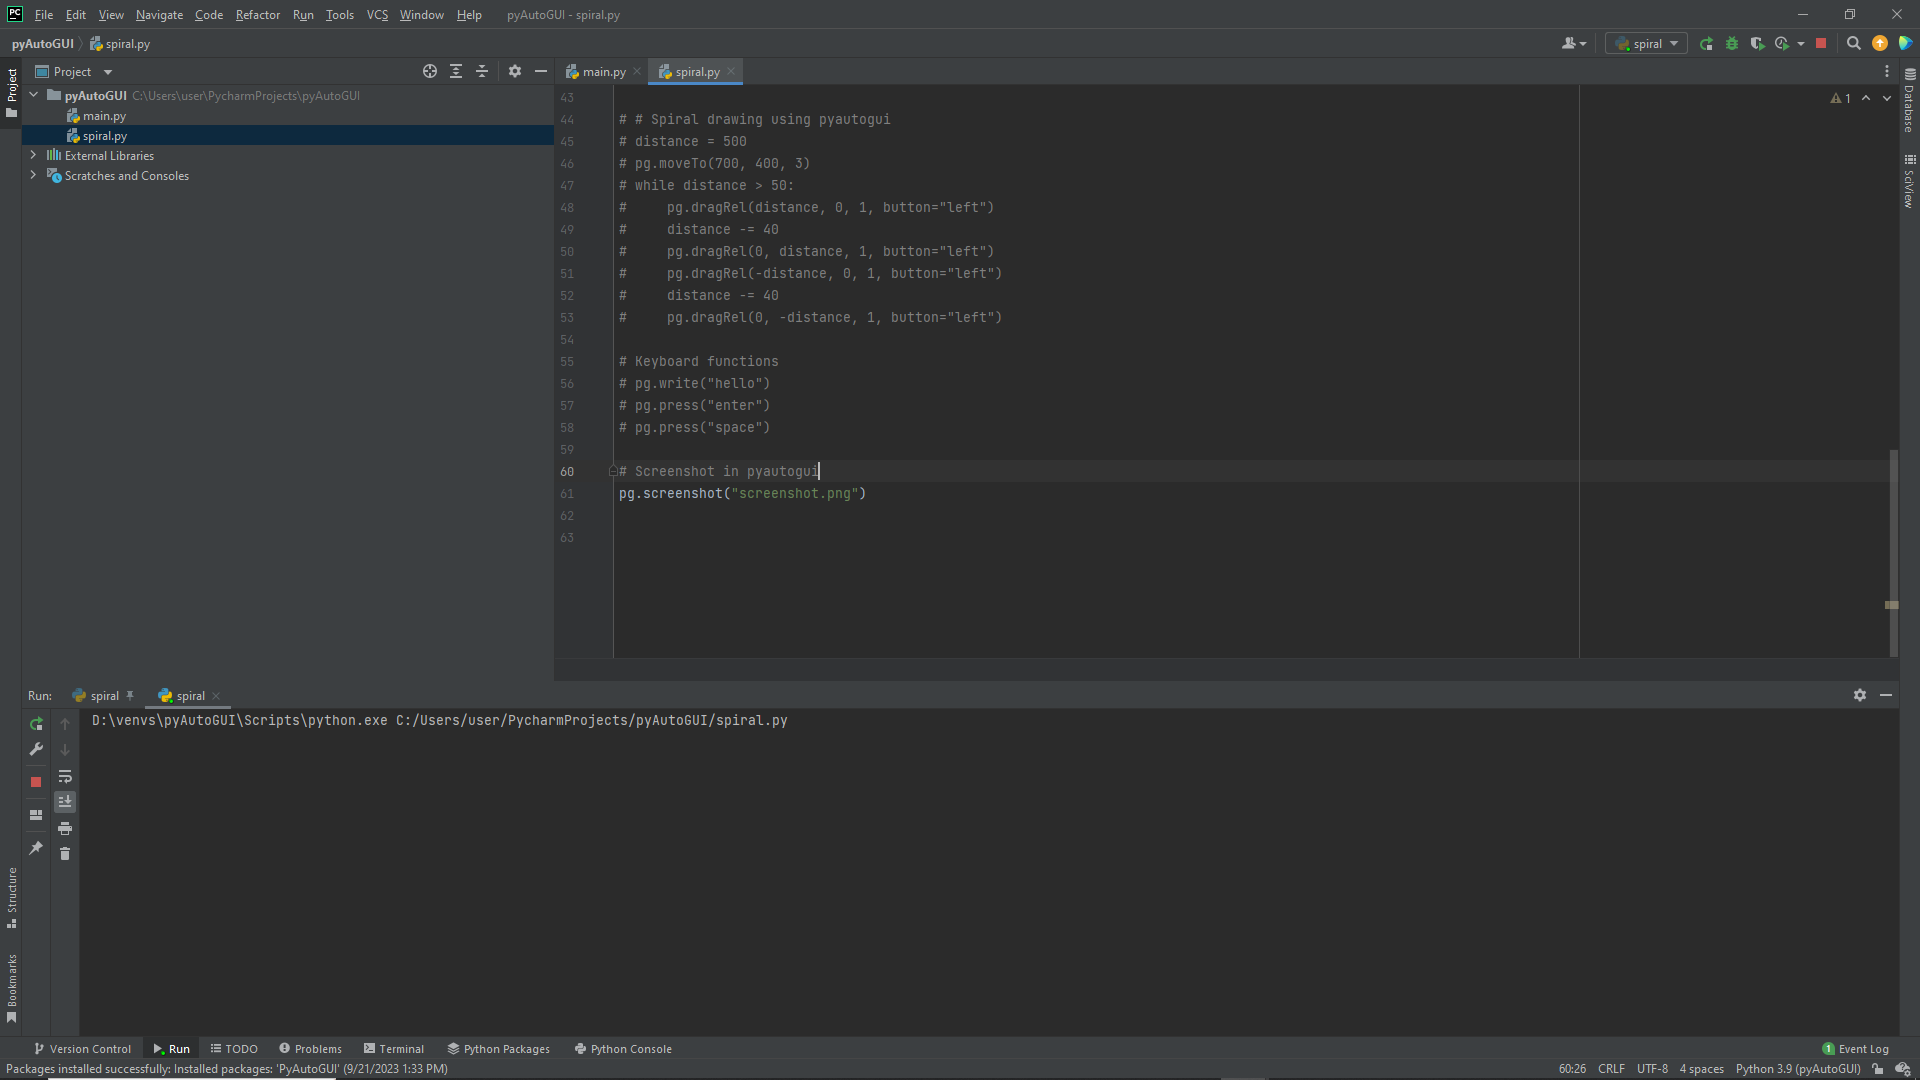 PC File Edit View Navigate Code Refactor Run Tools VCS Window Help pyAutoGUI - spiral.py
pyAutoGUI spiral.py spiral
Project
Project main.py spiral.py
pyAutoGUI C:\Users\user\PycharmProjects\pyAutoGUI
main.py
spiral.py
External Libraries
Scratches and Consoles
1
43
44 # # Spiral drawing using pyautogui
45 # distance = 500
46 # pg.moveTo(700, 400, 3)
47 # while distance > 50:
48 #     pg.dragRel(distance, 0, 1, button="left")
49 #     distance -= 40
50 #     pg.dragRel(0, distance, 1, button="left")
51 #     pg.dragRel(-distance, 0, 1, button="left")
52 #     distance -= 40
53 #     pg.dragRel(0, -distance, 1, button="left")
54
55 # Keyboard functions
56 # pg.write("hello")
57 # pg.press("enter")
58 # pg.press("space")
59
60 # Screenshot in pyautogui
61 pg.screenshot("screenshot.png")
62
63
Database
SciView
Run: spiral spiral
D:\venvs\pyAutoGUI\Scripts\python.exe C:/Users/user/PycharmProjects/pyAutoGUI/spiral.py
Structure
Bookmarks
Version Control Run TODO Problems Terminal Python Packages Python Console 1 Event Log
Packages installed successfully: Installed packages: 'PyAutoGUI' (9/21/2023 1:33 PM) 60:26 CRLF UTF-8 4 spaces Python 3.9 (pyAutoGUI)